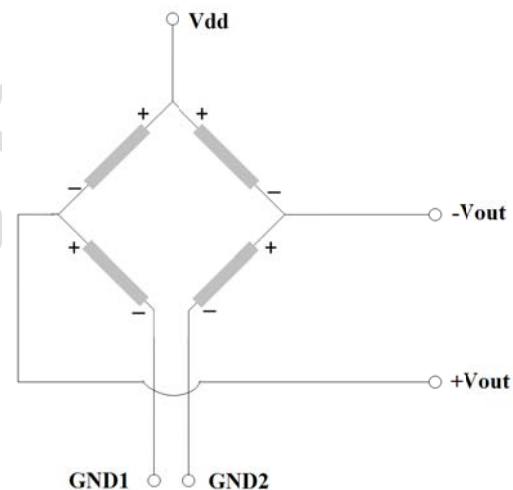 Vdd
+ +
– –
-Vout
+ +
– –
+Vout
GND1 GND2